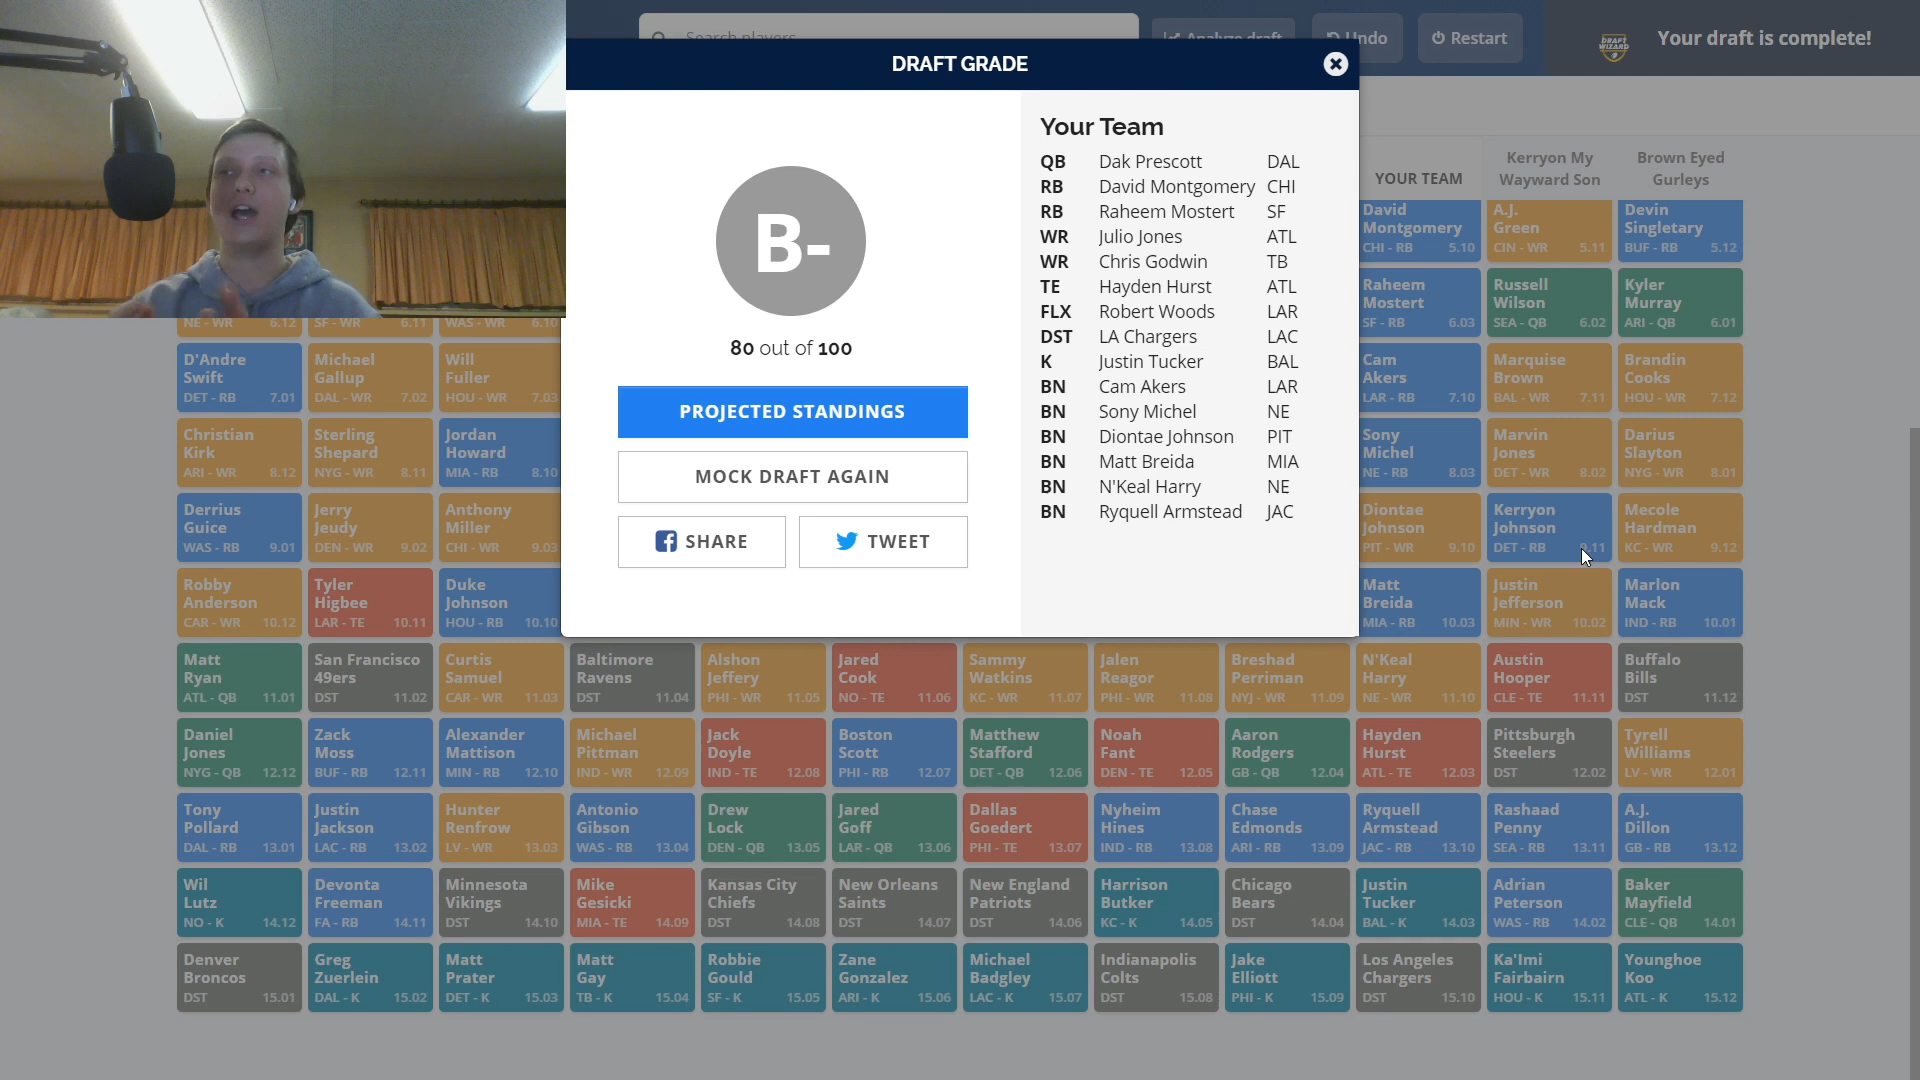 Search players
Analyze draft
Undo
Restart
DRAFT WIZARD
Your draft is complete!
DRAFT GRADE
B-
80 out of 100
PROJECTED STANDINGS
MOCK DRAFT AGAIN
SHARE
TWEET
Your Team
QB Dak Prescott DAL
RB David Montgomery CHI
RB Raheem Mostert SF
WR Julio Jones ATL
WR Chris Godwin TB
TE Hayden Hurst ATL
FLX Robert Woods LAR
DST LA Chargers LAC
K Justin Tucker BAL
BN Cam Akers LAR
BN Sony Michel NE
BN Diontae Johnson PIT
BN Matt Breida MIA
BN N'Keal Harry NE
BN Ryquell Armstead JAC
YOUR TEAM
Kerryon My
Wayward Son
Brown Eyed
Gurleys
David
Montgomery
CHI - RB 5.10
A.J.
Green
CIN - WR 5.11
Devin
Singletary
BUF - RB 5.12
NE - WR 6.12
SF - WR 6.11
WAS - WR 6.10
Raheem
Mostert
SF - RB 6.03
Russell
Wilson
SEA - QB 6.02
Kyler
Murray
ARI - QB 6.01
D'Andre
Swift
DET - RB 7.01
Michael
Gallup
DAL - WR 7.02
Will
Fuller
HOU - WR 7.03
Cam
Akers
LAR - RB 7.10
Marquise
Brown
BAL - WR 7.11
Brandin
Cooks
HOU - WR 7.12
Christian
Kirk
ARI - WR 8.12
Sterling
Shepard
NYG - WR 8.11
Jordan
Howard
MIA - RB 8.10
Sony
Michel
NE - RB 8.03
Marvin
Jones
DET - WR 8.02
Darius
Slayton
NYG - WR 8.01
Derrius
Guice
WAS - RB 9.01
Jerry
Jeudy
DEN - WR 9.02
Anthony
Miller
CHI - WR 9.03
Diontae
Johnson
PIT - WR 9.10
Kerryon
Johnson
DET - RB 9.11
Mecole
Hardman
KC - WR 9.12
Robby
Anderson
CAR - WR 10.12
Tyler
Higbee
LAR - TE 10.11
Duke
Johnson
HOU - RB 10.10
Matt
Breida
MIA - RB 10.03
Justin
Jefferson
MIN - WR 10.02
Marlon
Mack
IND - RB 10.01
Matt
Ryan
ATL - QB 11.01
San Francisco
49ers
DST 11.02
Curtis
Samuel
CAR - WR 11.03
Baltimore
Ravens
DST 11.04
Alshon
Jeffery
PHI - WR 11.05
Jared
Cook
NO - TE 11.06
Sammy
Watkins
KC - WR 11.07
Jalen
Reagor
PHI - WR 11.08
Breshad
Perriman
NYJ - WR 11.09
N'Keal
Harry
NE - WR 11.10
Austin
Hooper
CLE - TE 11.11
Buffalo
Bills
DST 11.12
Daniel
Jones
NYG - QB 12.12
Zack
Moss
BUF - RB 12.11
Alexander
Mattison
MIN - RB 12.10
Michael
Pittman
IND - WR 12.09
Jack
Doyle
IND - TE 12.08
Boston
Scott
PHI - RB 12.07
Matthew
Stafford
DET - QB 12.06
Noah
Fant
DEN - TE 12.05
Aaron
Rodgers
GB - QB 12.04
Hayden
Hurst
ATL - TE 12.03
Pittsburgh
Steelers
DST 12.02
Tyrell
Williams
LV - WR 12.01
Tony
Pollard
DAL - RB 13.01
Justin
Jackson
LAC - RB 13.02
Hunter
Renfrow
LV - WR 13.03
Antonio
Gibson
WAS - RB 13.04
Drew
Lock
DEN - QB 13.05
Jared
Goff
LAR - QB 13.06
Dallas
Goedert
PHI - TE 13.07
Nyheim
Hines
IND - RB 13.08
Chase
Edmonds
ARI - RB 13.09
Ryquell
Armstead
JAC - RB 13.10
Rashaad
Penny
SEA - RB 13.11
A.J.
Dillon
GB - RB 13.12
Wil
Lutz
NO - K 14.12
Devonta
Freeman
FA - RB 14.11
Minnesota
Vikings
DST 14.10
Mike
Gesicki
MIA - TE 14.09
Kansas City
Chiefs
DST 14.08
New Orleans
Saints
DST 14.07
New England
Patriots
DST 14.06
Harrison
Butker
KC - K 14.05
Chicago
Bears
DST 14.04
Justin
Tucker
BAL - K 14.03
Adrian
Peterson
WAS - RB 14.02
Baker
Mayfield
CLE - QB 14.01
Denver
Broncos
DST 15.01
Greg
Zuerlein
DAL - K 15.02
Matt
Prater
DET - K 15.03
Matt
Gay
TB - K 15.04
Robbie
Gould
SF - K 15.05
Zane
Gonzalez
ARI - K 15.06
Michael
Badgley
LAC - K 15.07
Indianapolis
Colts
DST 15.08
Jake
Elliott
PHI - K 15.09
Los Angeles
Chargers
DST 15.10
Ka'Imi
Fairbairn
HOU - K 15.11
Younghoe
Koo
ATL - K 15.12